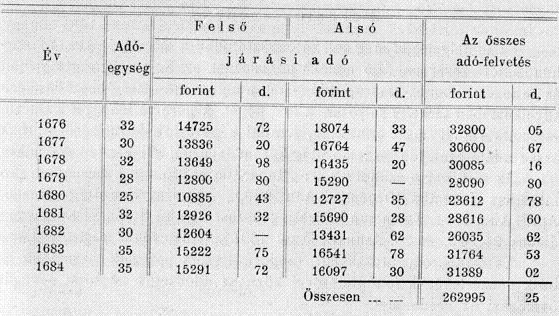 Év Adó-egység Felső Alsó Az összes adó-felvetés
járási adó
forint d. forint d. forint d.
1676 32 14725 72 18074 33 32800 05
1677 30 13836 20 16764 47 30600 67
1678 32 13649 98 16435 20 30085 16
1679 28 12800 80 15290 — 28090 80
1680 25 10885 43 12727 35 23612 78
1681 32 12926 32 15690 28 28616 60
1682 30 12604 — 13431 62 26035 62
1683 35 15222 75 16541 78 31764 53
1684 35 15291 72 16097 30 31389 02
Összesen _ _ 262995 25